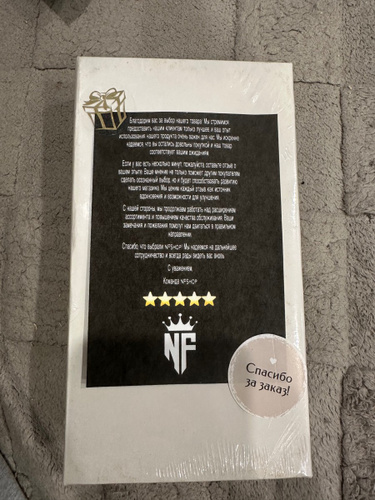 Благодарим вас за выбор нашего товара. Мы стремимся
предоставить нашим клиентам только лучшее, и ваш опыт
использования нашего продукта очень важен для нас. Мы искренно
надеемся, что вы остались довольны покупкой и наш товар
соответствует вашим ожиданиям.
Если у вас есть несколько минут, пожалуйста оставьте отзыв о
вашем опыте. Ваше мнение не только поможет другим покупателям
сделать осознанный выбор, но и будет способствовать развитию
нашего магазина. Мы ценим каждый отзыв как источник
вдохновения и возможности для улучшения.
С нашей стороны, мы продолжаем работать над расширением
ассортимента и повышением качества обслуживания. Ваши
замечания и пожелания помогут нам двигаться в правильном
направлении.
Спасибо, что выбрали NFSHOP! Мы надеемся на дальнейшее
сотрудничество и всегда рады видеть вас вновь.
С уважением,
Команда NFSHOP
NF
Спасибо
за заказ!